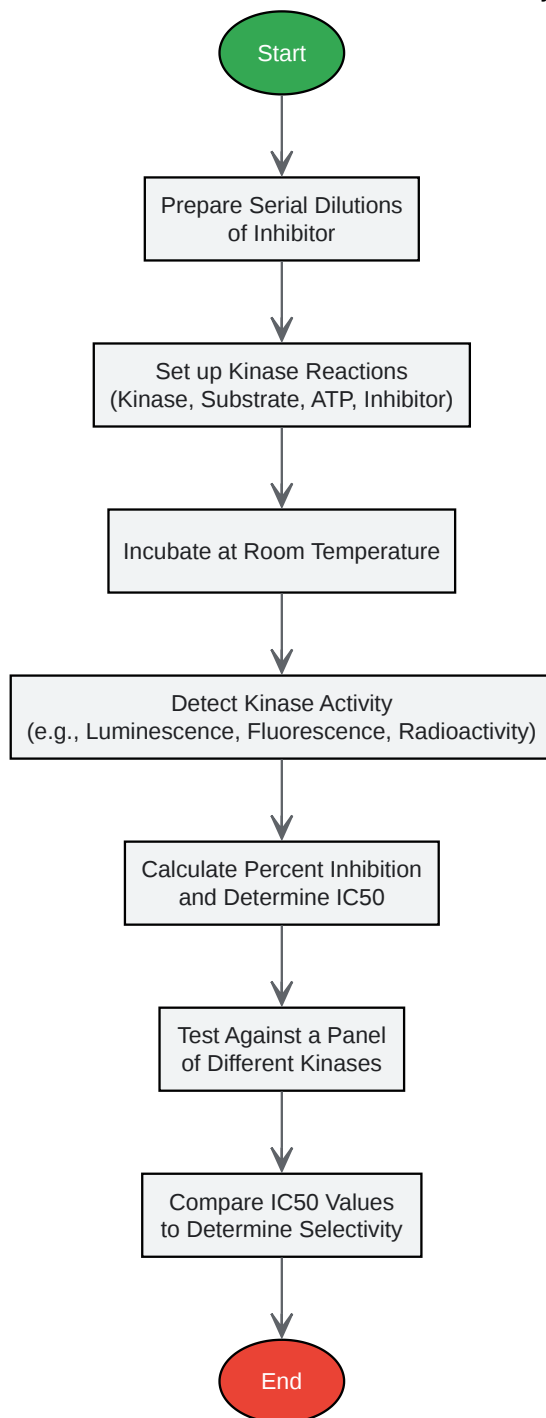 Start
Prepare Serial Dilutions
of Inhibitor
Set up Kinase Reactions
(Kinase, Substrate, ATP, Inhibitor)
Incubate at Room Temperature
Detect Kinase Activity
(e.g., Luminescence, Fluorescence, Radioactivity)
Calculate Percent Inhibition
and Determine IC50
Test Against a Panel
of Different Kinases
Compare IC50 Values
to Determine Selectivity
End